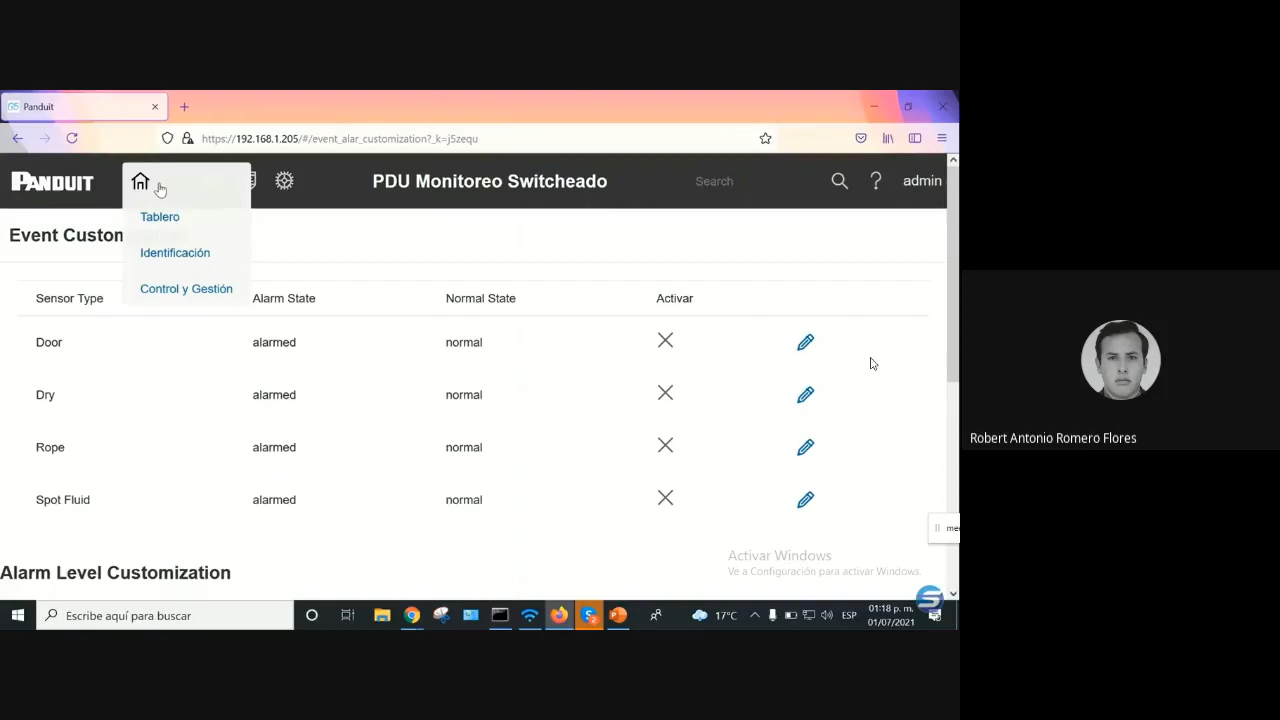 Panduit
https://192.168.1.205/#/event_alar_customization?_k=j5zequ
PANDUIT
PDU Monitoreo Switcheado
Search
?
admin
Tablero
Identificación
Control y Gestión
Event Custom
Sensor Type Alarm State Normal State Activar
Door alarmed normal
Dry alarmed normal
Rope alarmed normal
Spot Fluid alarmed normal
Alarm Level Customization
Activar Windows
Ve a Configuración para activar Windows.
Escribe aquí para buscar
17°C
ESP
01:18 p. m.
01/07/2021
Robert Antonio Romero Flores